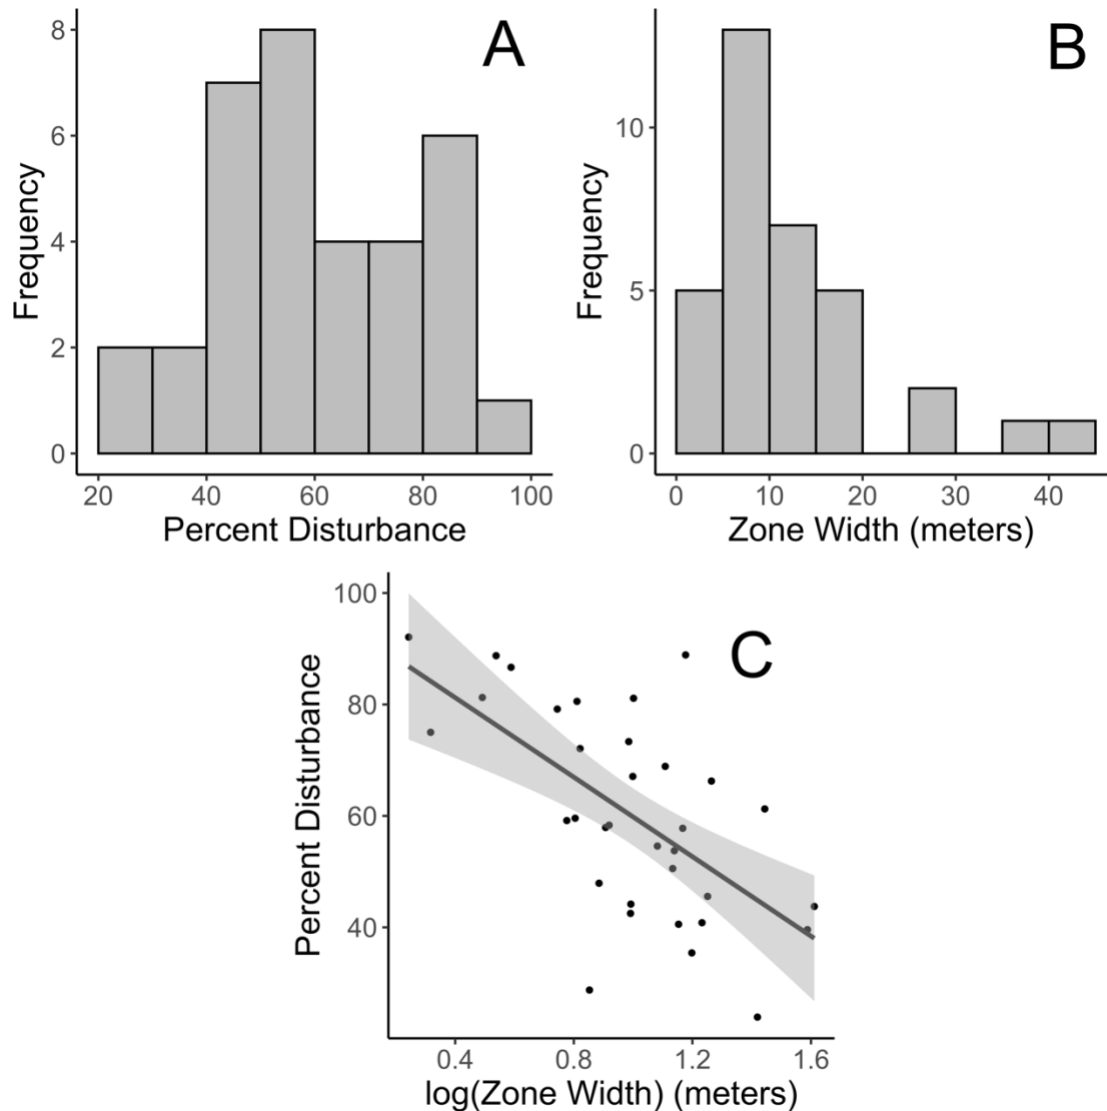 A
Frequency
8
6
4
2
0
20 40 60 80 100
Percent Disturbance
B
Frequency
10
5
0
0 10 20 30 40
Zone Width (meters)
C
Percent Disturbance
100
80
60
40
0.4 0.8 1.2 1.6
log(Zone Width) (meters)